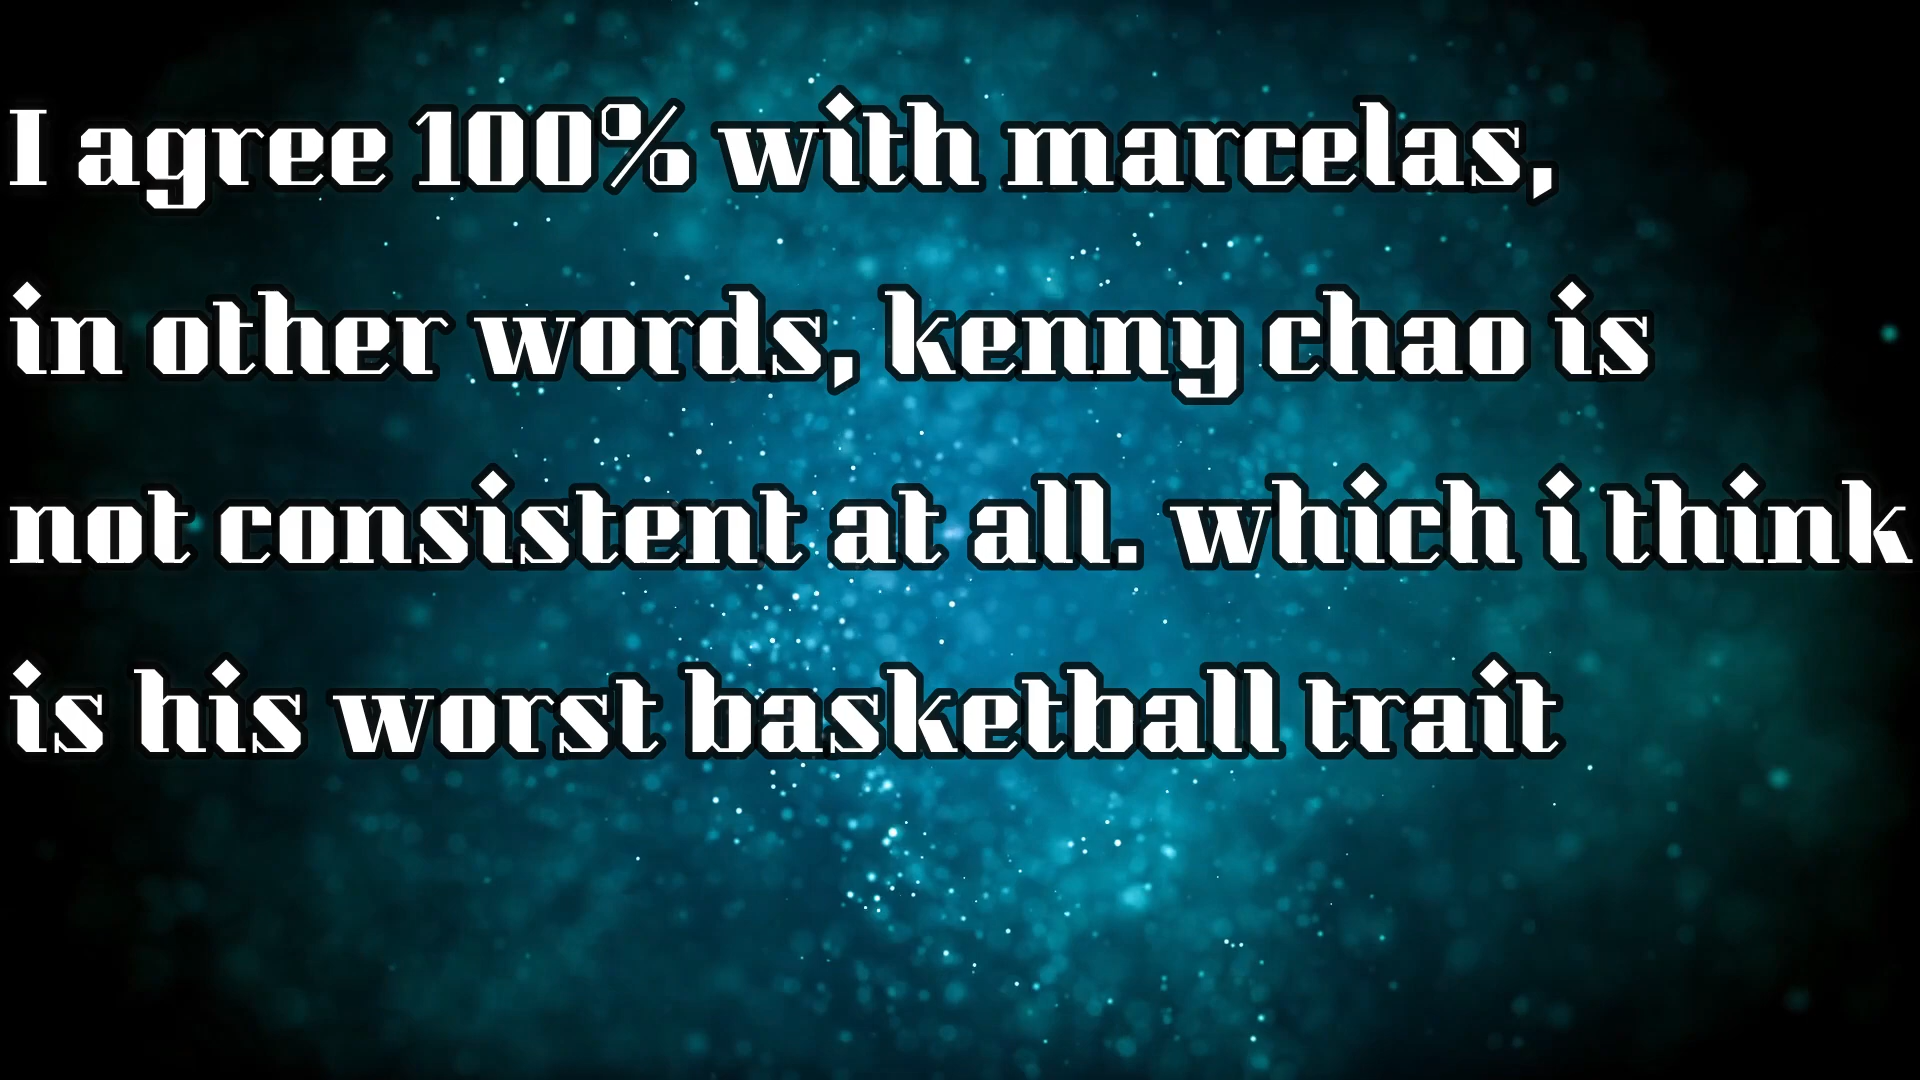 I agree 100% with marcelas,
in other words, kenny chao is
not consistent at all. which i think
is his worst basketball trait